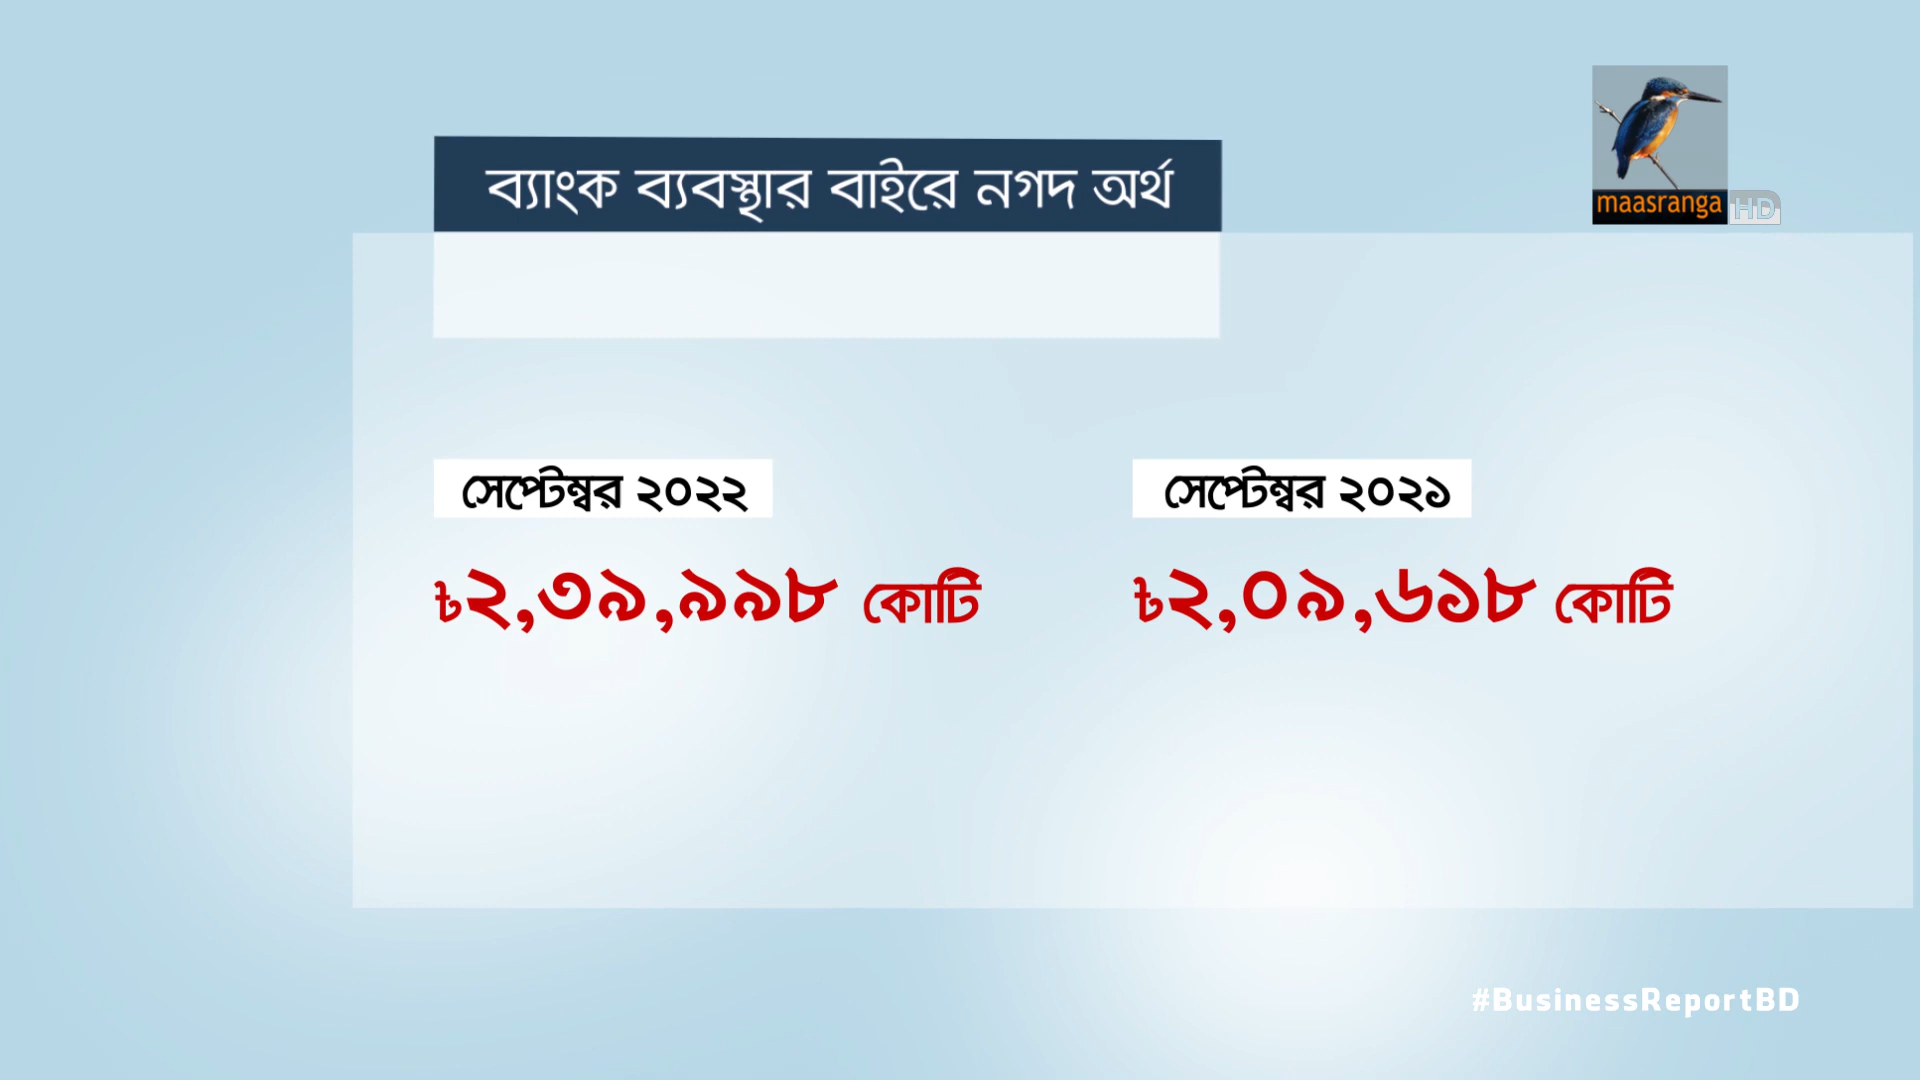 maasranga HD
ব্যাংক ব্যবস্থার বাইরে নগদ অর্থ
সেপ্টেম্বর ২০২২
৳২,৩৯,৯৯৮ কোটি
সেপ্টেম্বর ২০২১
৳২,০৯,৬১৮ কোটি
#BusinessReportBD